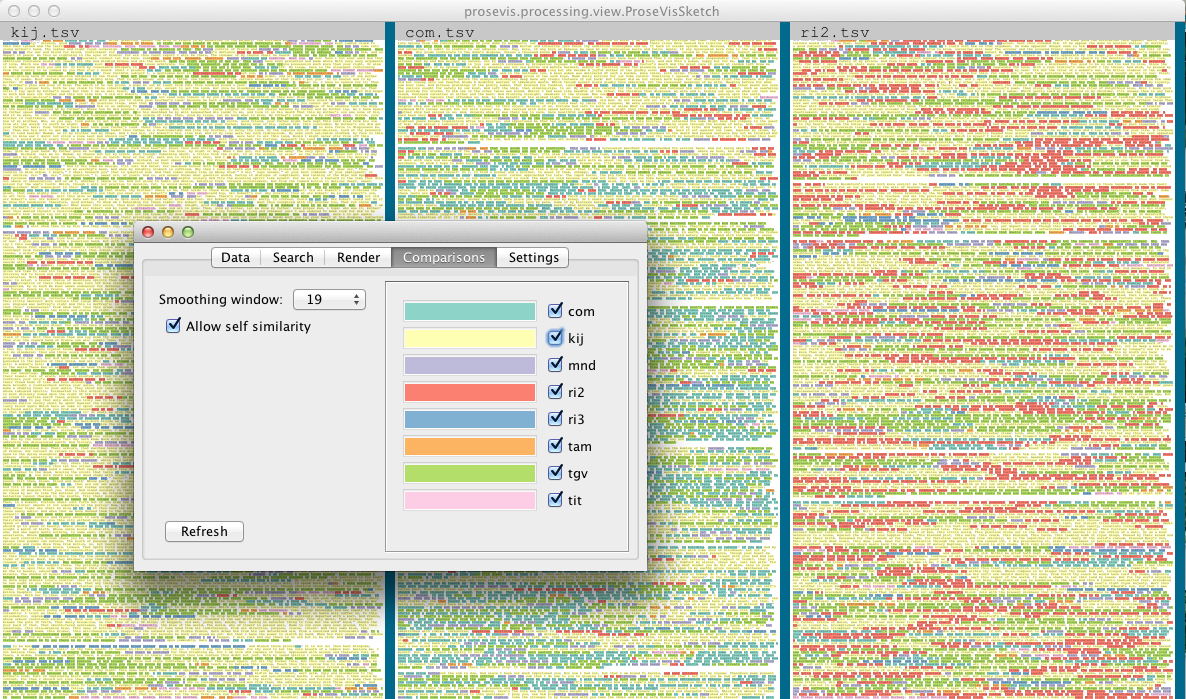 prosevis.processing.view.ProseVisSketch
kij.tsv
com.tsv
ri2.tsv
Data
Search
Render
Comparisons
Settings
Smoothing window:
19
Allow self similarity
com
kij
mnd
ri2
ri3
tam
tgv
tit
Refresh